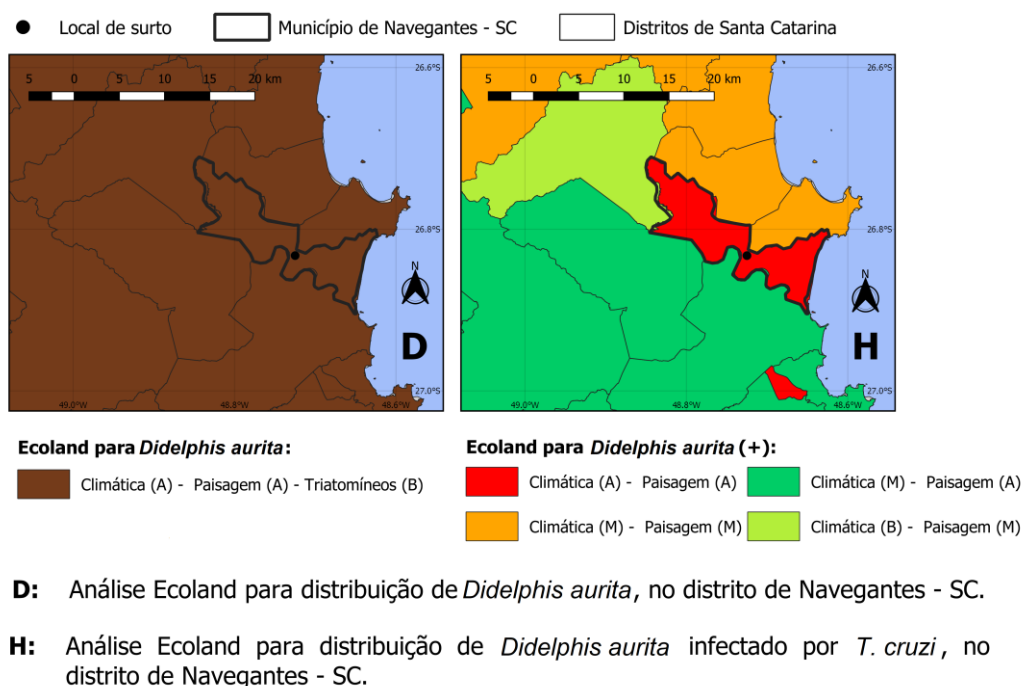 Local de surto Município de Navegantes - SC Distritos de Santa Catarina
5 0 5 10 15 20 km
26.6°S
26.8°S
N
D
27.0°S
49.0°W 48.8°W 48.6°W
5 0 5 10 15 20 km
26.6°S
26.8°S
N
H
27.0°S
49.0°W 48.8°W 48.6°W
Ecoland para Didelphis aurita:
Climática (A) - Paisagem (A) - Triatomíneos (B)
Ecoland para Didelphis aurita (+):
Climática (A) - Paisagem (A) Climática (M) - Paisagem (A)
Climática (M) - Paisagem (M) Climática (B) - Paisagem (M)
D: Análise Ecoland para distribuição de Didelphis aurita, no distrito de Navegantes - SC.
H: Análise Ecoland para distribuição de Didelphis aurita infectado por T. cruzi, no
distrito de Navegantes - SC.